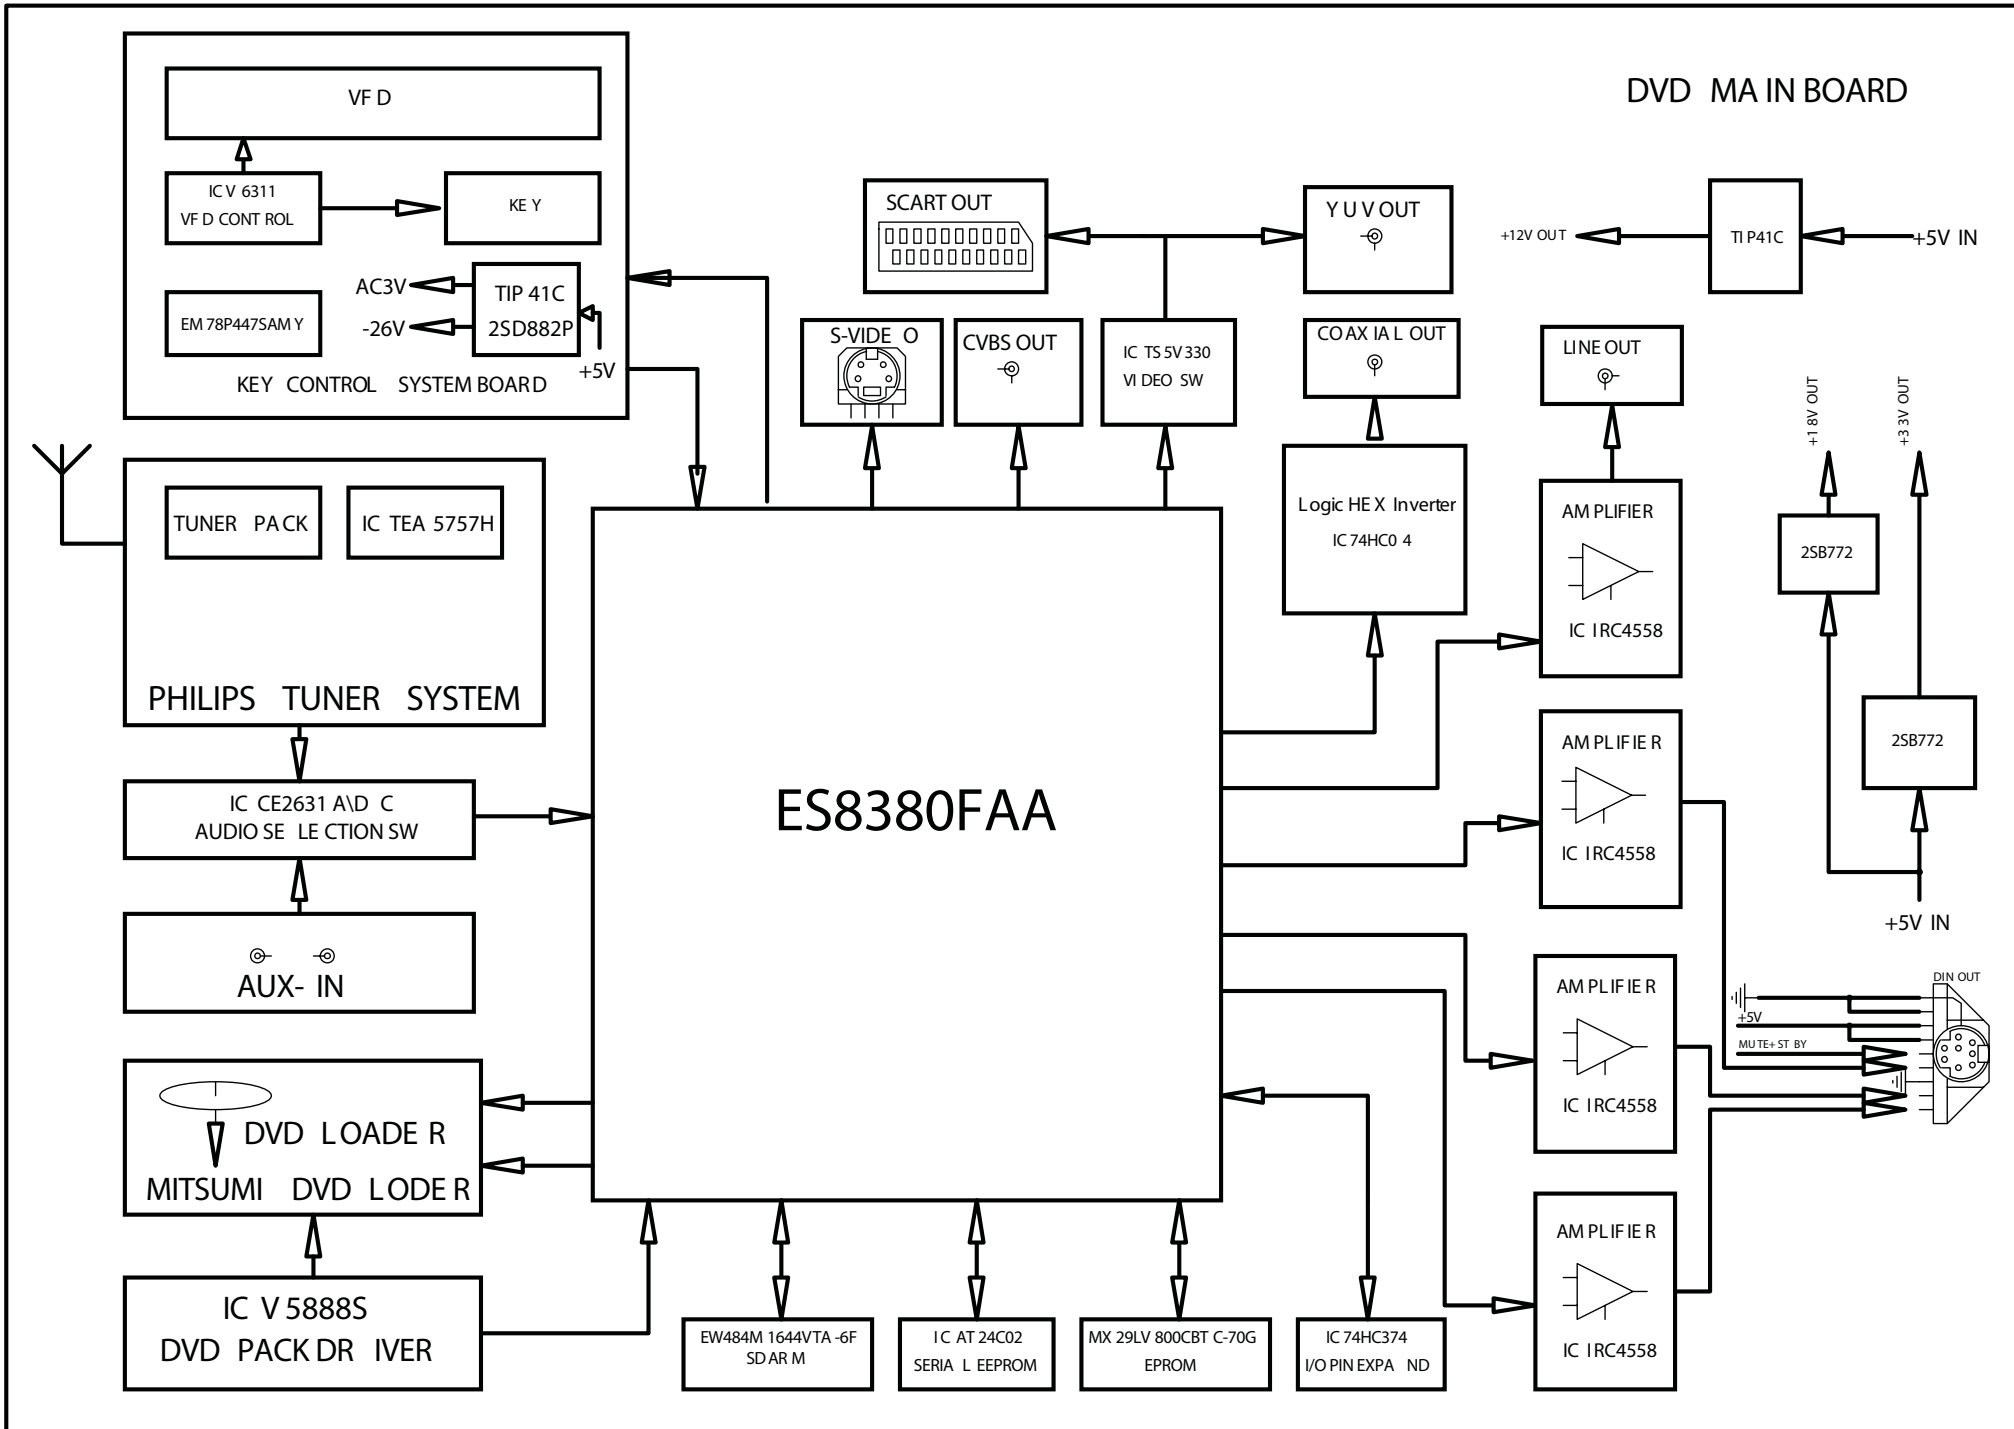 DVD MA IN BOARD
VF D
IC V 6311
VF D CONT ROL
KE Y
EM 78P447SAM Y
AC3V
-26V
TIP 41C
2SD882P
+5V
KEY CONTROL SYSTEM BOARD
SCART OUT
Y U V OUT
+12V OUT
TI P41C
+5V IN
S-VIDE O
CVBS OUT
IC TS 5V 330
VI DEO SW
CO AX IA L OUT
LINE OUT
+1 8V OUT
+3 3V OUT
TUNER PA CK
IC TEA 5757H
PHILIPS TUNER SYSTEM
Logic HE X Inverter
IC 74HC0 4
AM PLIFIER
IC IRC4558
2SB772
2SB772
+5V IN
IC CE2631 A\D C
AUDIO SE LE CTION SW
ES8380FAA
AM PLIFIE R
IC IRC4558
AUX- IN
AM PLIFIE R
IC IRC4558
DIN OUT
+5V
MU TE+ ST BY
DVD LOADE R
MITSUMI DVD LODE R
IC V 5888S
DVD PACK DR IVER
EW484M 1644VTA -6F
SD AR M
I C AT 24C02
SERIA L EEPROM
MX 29LV 800CBT C-70G
EPROM
IC 74HC374
I/O PIN EXPA ND
AM PLIFIE R
IC IRC4558